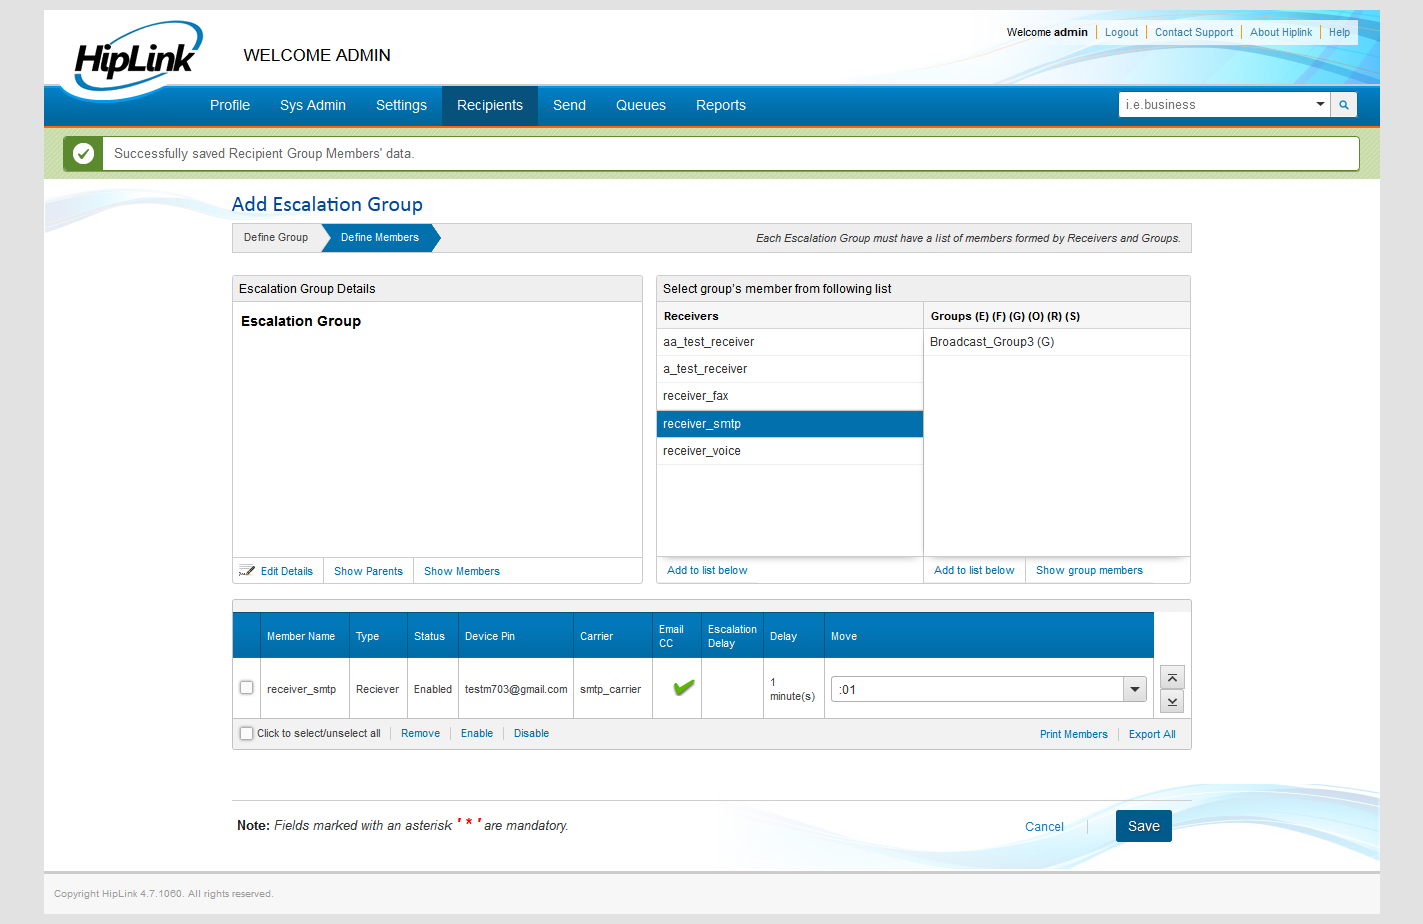 HipLink
WELCOME ADMIN
Welcome admin
Logout
Contact Support
About Hiplink
Help
Profile
Sys Admin
Settings
Recipients
Send
Queues
Reports
i.e.business
Successfully saved Recipient Group Members' data.
Add Escalation Group
Define Group
Define Members
Each Escalation Group must have a list of members formed by Receivers and Groups.
Escalation Group Details
Escalation Group
Edit Details
Show Parents
Show Members
Select group's member from following list
Receivers
aa_test_receiver
a_test_receiver
receiver_fax
receiver_smtp
receiver_voice
Add to list below
Groups (E) (F) (G) (O) (R) (S)
Broadcast_Group3 (G)
Add to list below
Show group members
Member Name
Type
Status
Device Pin
Carrier
Email
CC
Escalation
Delay
Delay
Move
receiver_smtp
Reciever
Enabled
testm703@gmail.com
smtp_carrier
1
minute(s)
:01
Click to select/unselect all
Remove
Enable
Disable
Print Members
Export All
Note: Fields marked with an asterisk ' * ' are mandatory.
Cancel
Save
Copyright HipLink 4.7.1060. All rights reserved.